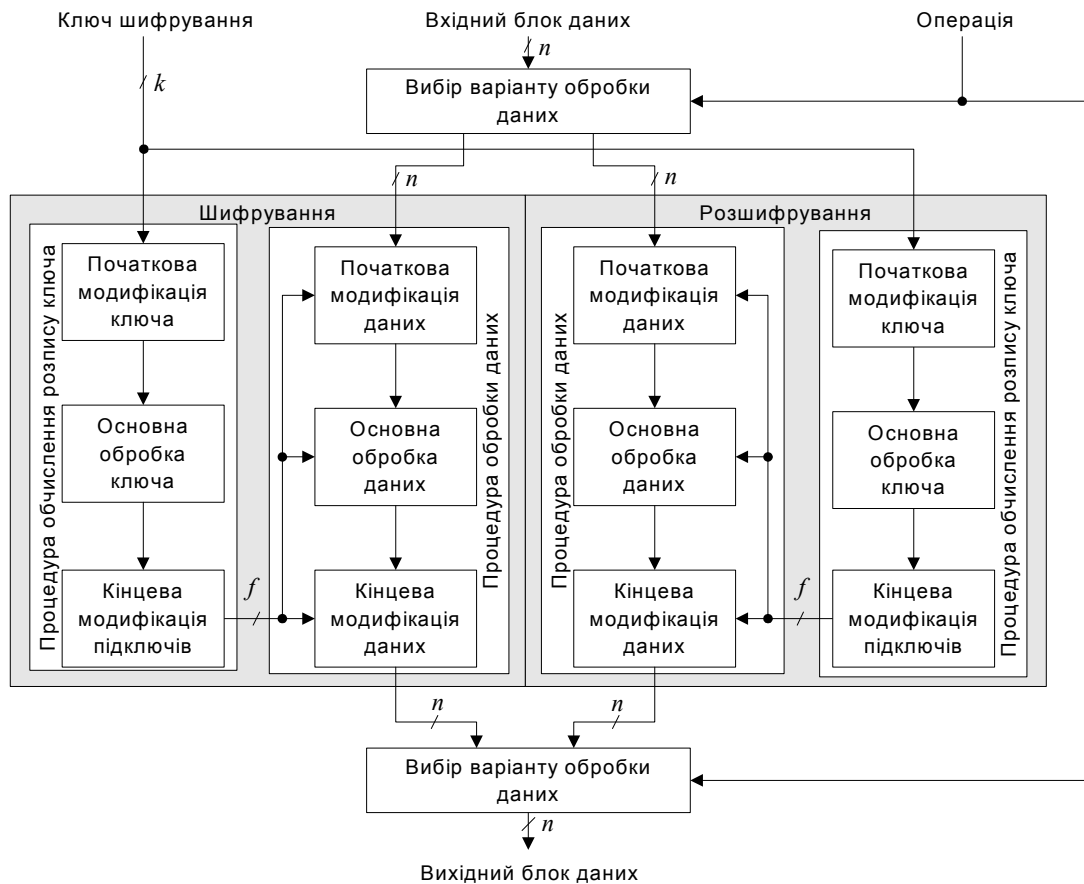 Ключ шифрування
Вхідний блок даних
Операція
n
k
Вибір варіанту обробки
даних
n
n
Шифрування
Розшифрування
Процедура обчислення розпису ключа
Початкова
модифікація
ключа
Основна
обробка
ключа
Кінцева
модифікація
підключів
f
Початкова
модифікація
даних
Основна
обробка
даних
Кінцева
модифікація
даних
Процедура обробки даних
Процедура обробки даних
Початкова
модифікація
даних
Основна
обробка
даних
Кінцева
модифікація
даних
f
Початкова
модифікація
ключа
Основна
обробка
ключа
Кінцева
модифікація
підключів
Процедура обчислення розпису ключа
n
n
Вибір варіанту обробки
даних
n
Вихідний блок даних